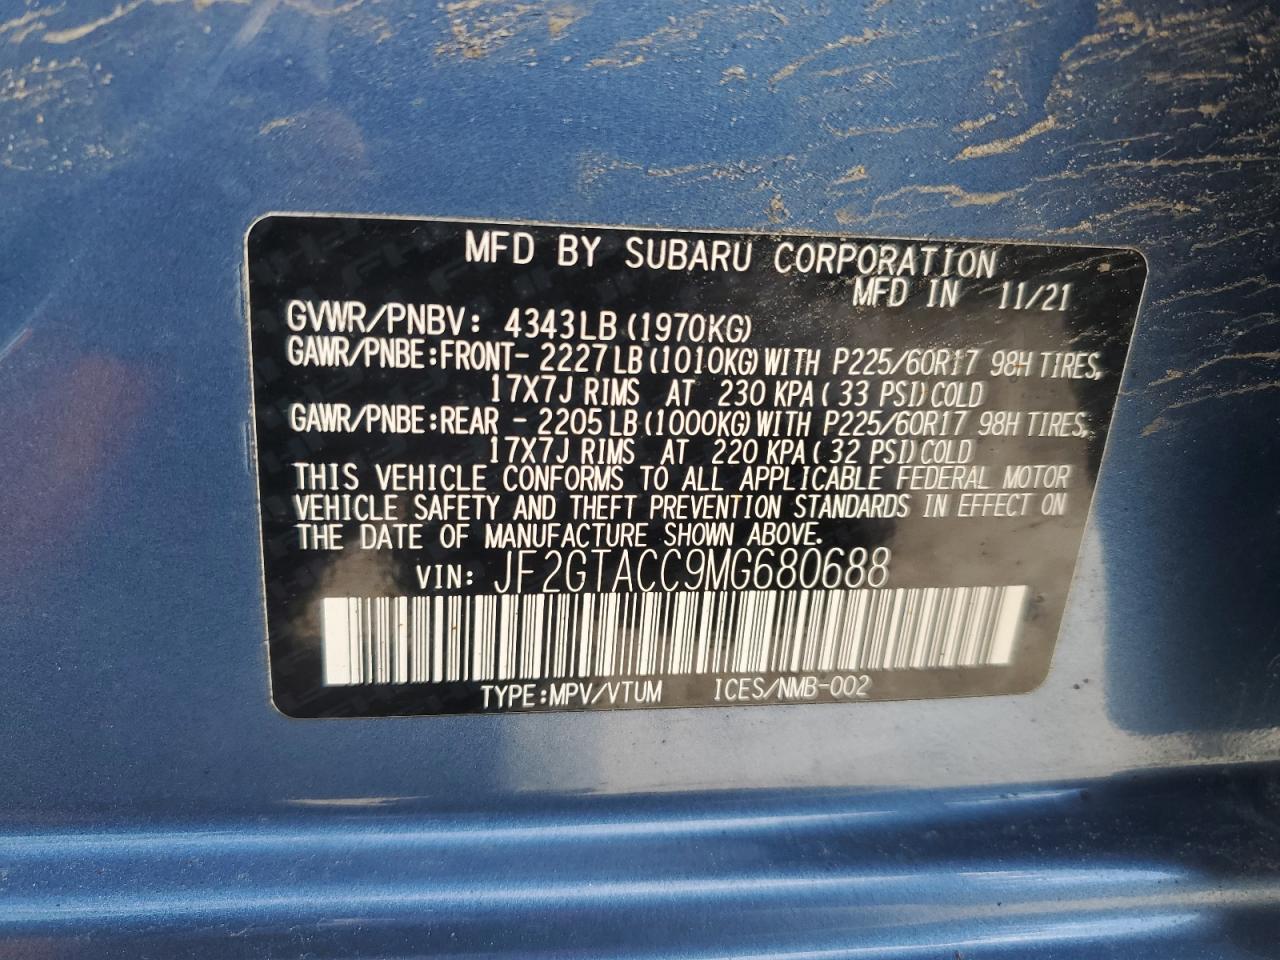 MFD BY SUBARU CORPORATION
MFD IN 11/21
GVWR/PNBV: 4343LB (1970KG)
GAWR/PNBE:FRONT- 2227LB(1010KG)WITH P225/60R17 98H TIRES,
17X7J RIMS AT 230 KPA( 33 PSI)COLD
GAWR/PNBE:REAR - 2205LB(1000KG)WITH P225/60R17 98H TIRES,
17X7J RIMS AT 220 KPA( 32 PSI)COLD
THIS VEHICLE CONFORMS TO ALL APPLICABLE FEDERAL MOTOR
VEHICLE SAFETY AND THEFT PREVENTION STANDARDS IN EFFECT ON
THE DATE OF MANUFACTURE SHOWN ABOVE.
VIN: JF2GTACC9MG680688
TYPE:MPV/VTUM ICES/NMB-002